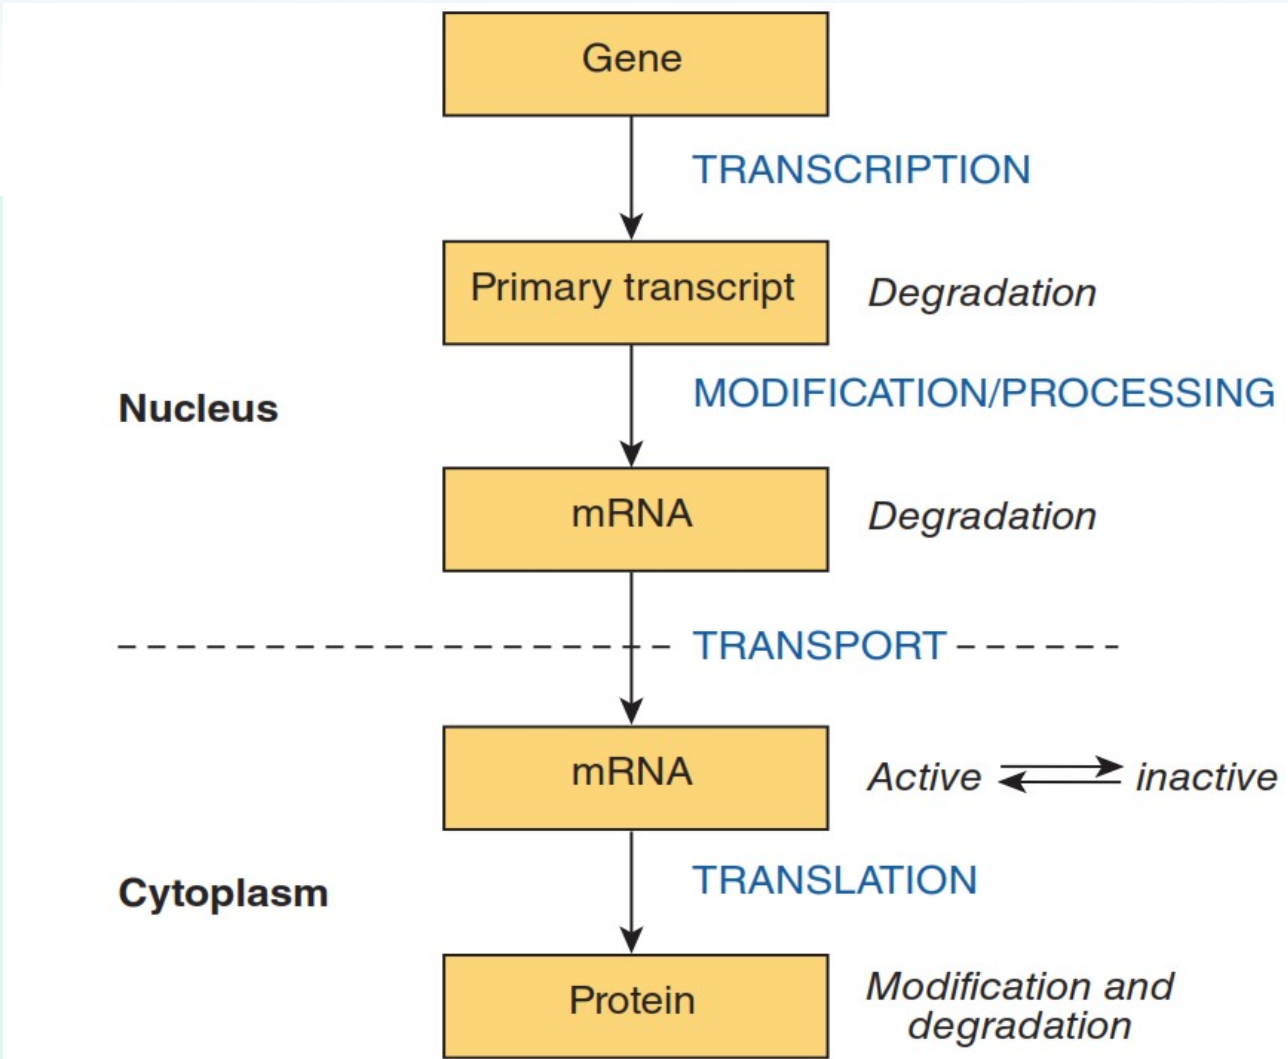 Gene
TRANSCRIPTION
Primary transcript
Degradation
MODIFICATION/PROCESSING
Nucleus
mRNA
Degradation
TRANSPORT
mRNA
Active inactive
TRANSLATION
Cytoplasm
Protein
Modification and
degradation